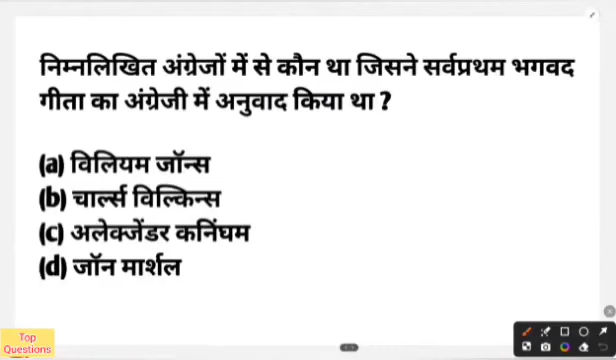 निम्नलिखित अंग्रेजों में से कौन था जिसने सर्वप्रथम भगवद
गीता का अंग्रेजी में अनुवाद किया था ?
(a) विलियम जॉन्स
(b) चार्ल्स विल्किन्स
(c) अलेक्जेंडर कनिंघम
(d) जॉन मार्शल
Top
Questions